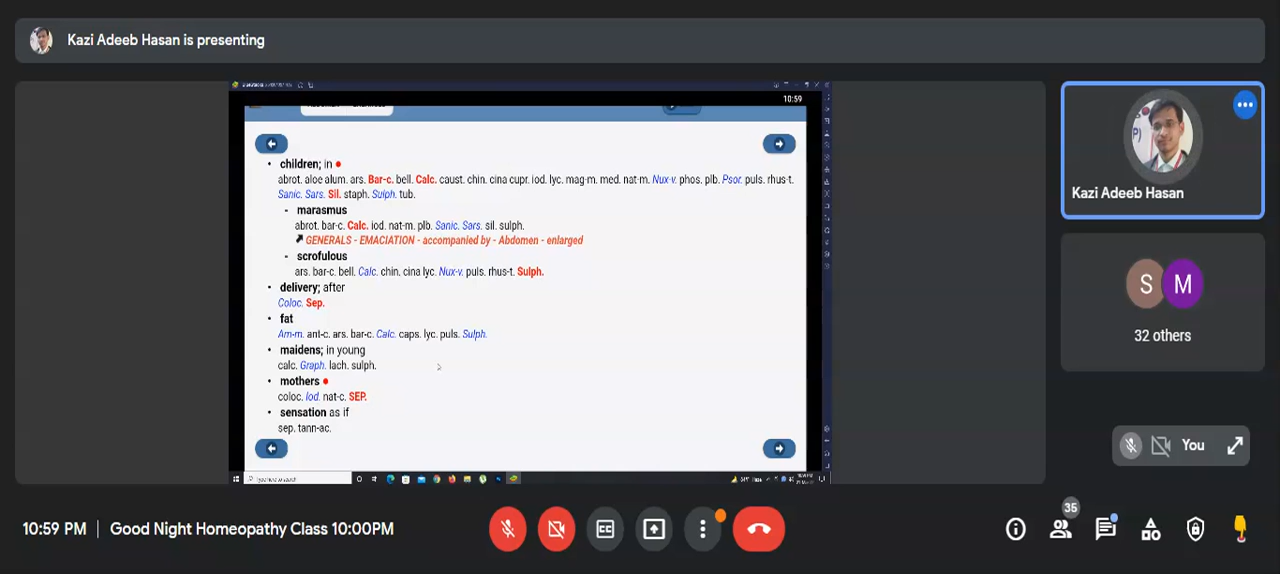 Kazi Adeeb Hasan is presenting
10:59
children; in
abrot. aloe alum. ars. Bar-c. bell. Calc. caust. chin. cina cupr. iod. lyc. mag-m. med. nat-m. Nux-v. phos. plb. Psor. puls. rhus-t.
Sanic. Sars. Sil. staph. Sulph. tub.
- marasmus
abrot. bar-c. Calc. iod. nat-m. plb. Sanic. Sars. sil. sulph.
GENERALS - EMACIATION - accompanied by - Abdomen - enlarged
- scrofulous
ars. bar-c. bell. Calc. chin. cina lyc. Nux-v. puls. rhus-t. Sulph.
delivery; after
Coloc. Sep.
fat
Am-m. ant-c. ars. bar-c. Calc. caps. lyc. puls. Sulph.
maidens; in young
calc. Graph. lach. sulph.
mothers
coloc. Iod. nat-c. SEP.
sensation as if
sep. tann-ac.
Type here to search
Kazi Adeeb Hasan
S M
32 others
You
10:59 PM | Good Night Homeopathy Class 10:00PM
35